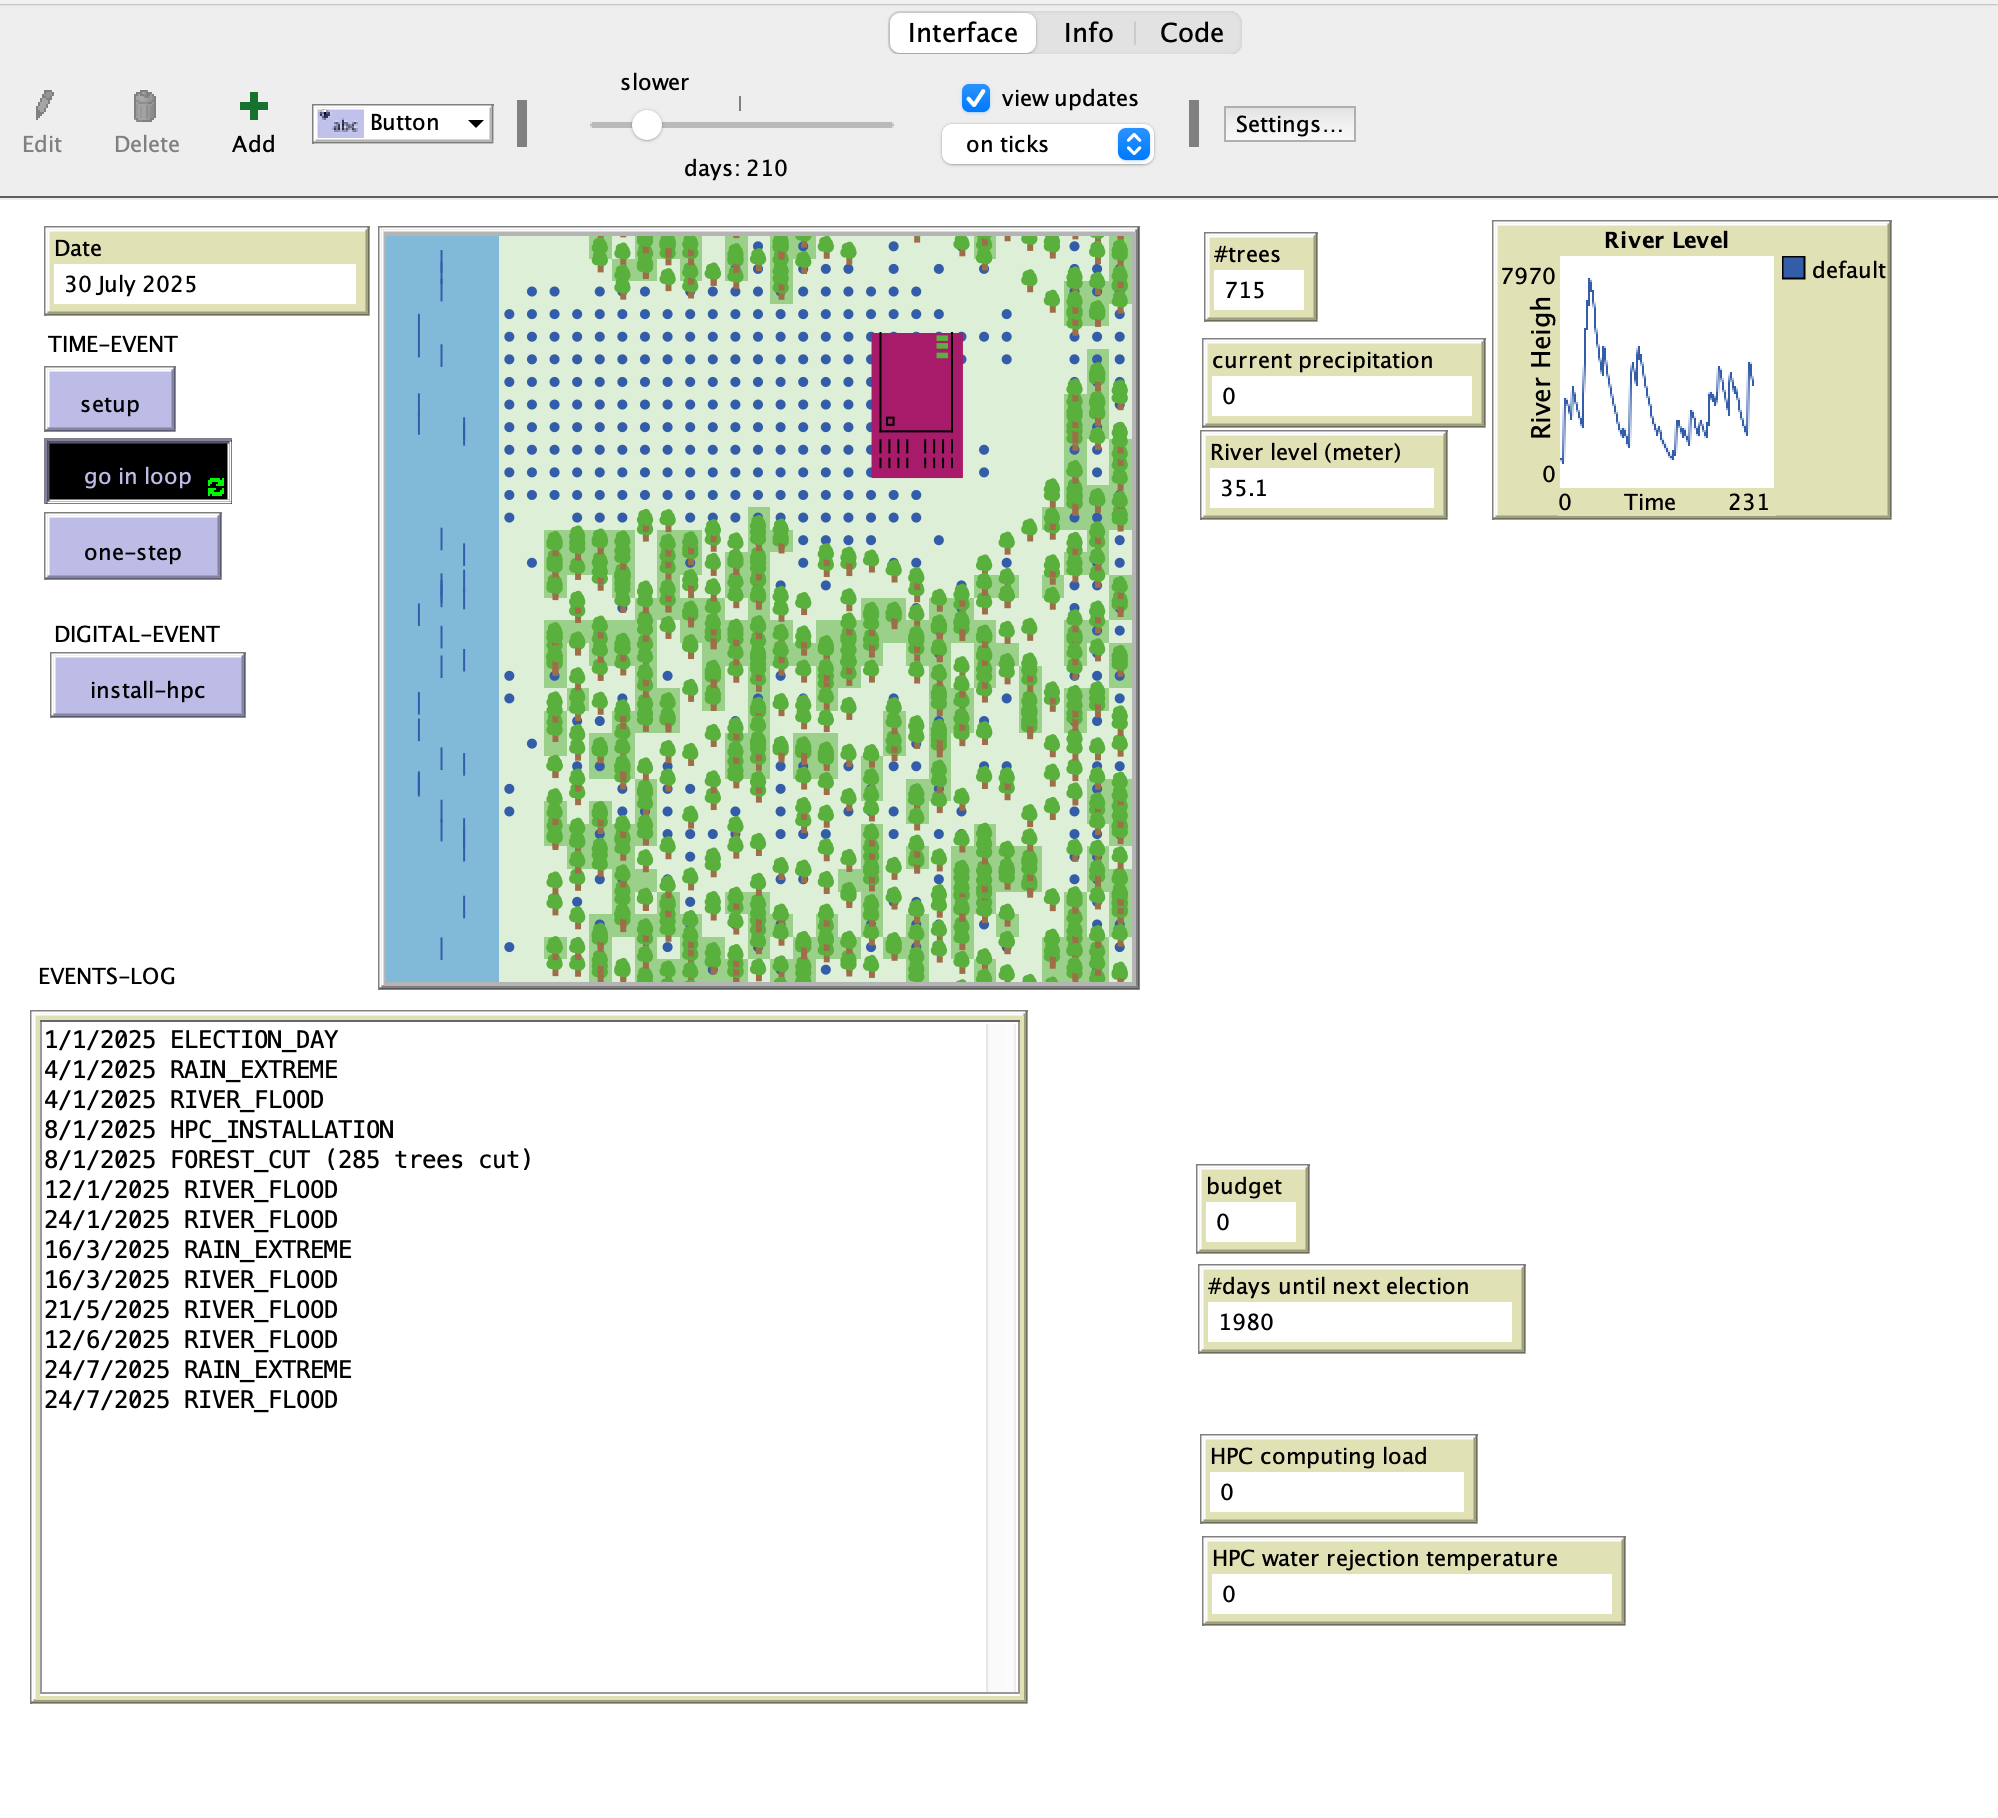 Interface Info Code
Edit Delete Add
abc Button
slower
days: 210
view updates
on ticks
Settings...
Date
30 July 2025
TIME-EVENT
setup
go in loop
one-step
DIGITAL-EVENT
install-hpc
#trees
715
current precipitation
0
River level (meter)
35.1
River Level
7970
River Heigh
0
0 Time 231
default
EVENTS-LOG
1/1/2025 ELECTION_DAY
4/1/2025 RAIN_EXTREME
4/1/2025 RIVER_FLOOD
8/1/2025 HPC_INSTALLATION
8/1/2025 FOREST_CUT (285 trees cut)
12/1/2025 RIVER_FLOOD
24/1/2025 RIVER_FLOOD
16/3/2025 RAIN_EXTREME
16/3/2025 RIVER_FLOOD
21/5/2025 RIVER_FLOOD
12/6/2025 RIVER_FLOOD
24/7/2025 RAIN_EXTREME
24/7/2025 RIVER_FLOOD
budget
0
#days until next election
1980
HPC computing load
0
HPC water rejection temperature
0